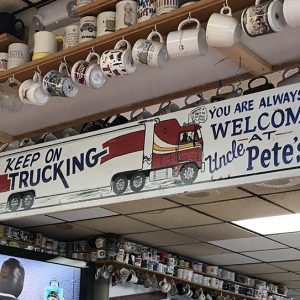 KEEP ON
TRUCKING
YOU ARE ALWAYS
WELCOME
AT
Uncle Pete's